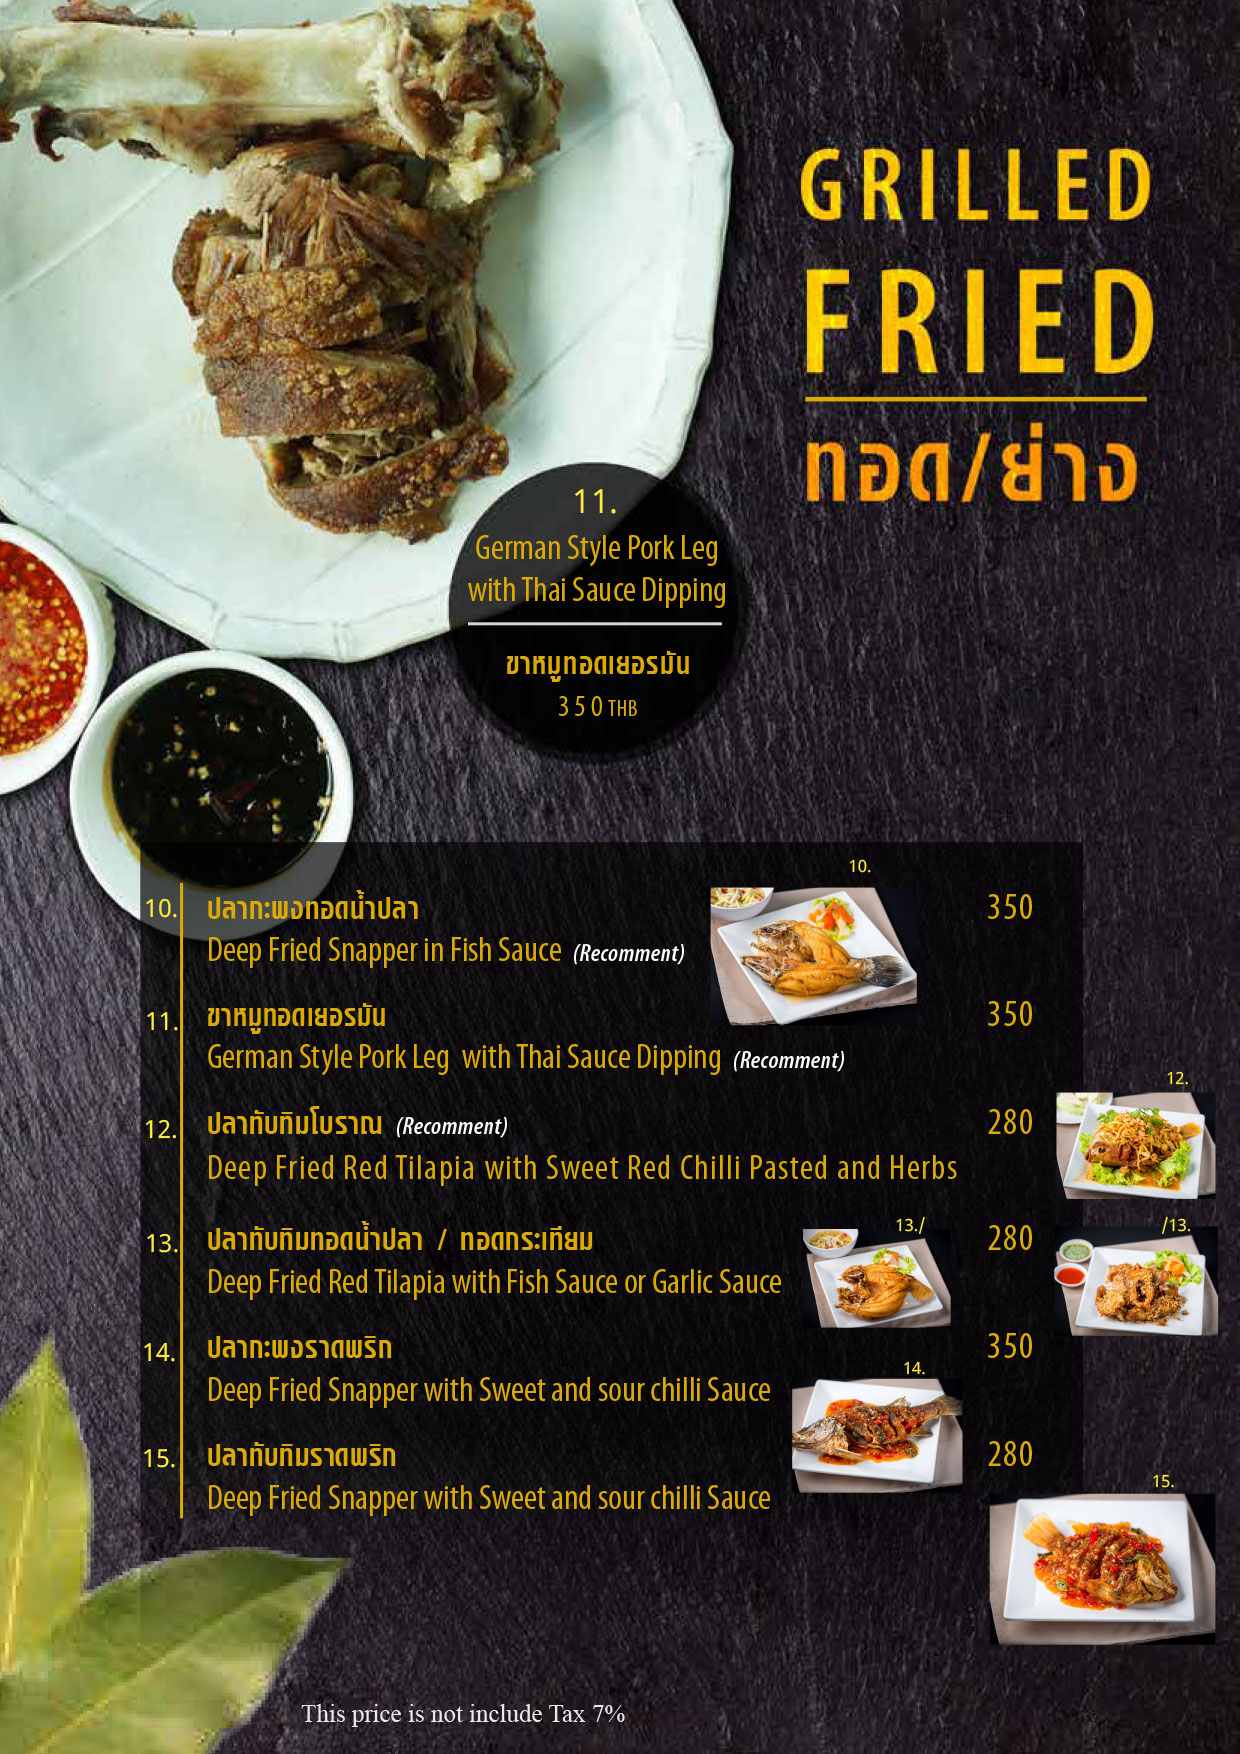 GRILLED
FRIED
ทอด/ย่าง
11.
German Style Pork Leg
with Thai Sauce Dipping
ขาหมูทอดเยอรมัน
350 THB
10.
10. ปลากะพงทอดน้ำปลา 350
Deep Fried Snapper in Fish Sauce (Recomment)
11. ขาหมูทอดเยอรมัน 350
German Style Pork Leg with Thai Sauce Dipping (Recomment)
12.
12. ปลาทับทิมโบราณ (Recomment) 280
Deep Fried Red Tilapia with Sweet Red Chilli Pasted and Herbs
13./ /13.
13. ปลาทับทิมทอดน้ำปลา / ทอดกระเทียม 280
Deep Fried Red Tilapia with Fish Sauce or Garlic Sauce
14. ปลากะพงราดพริก 350
14.
Deep Fried Snapper with Sweet and sour chilli Sauce
15. ปลาทับทิมราดพริก 280
15.
Deep Fried Snapper with Sweet and sour chilli Sauce
This price is not include Tax 7%